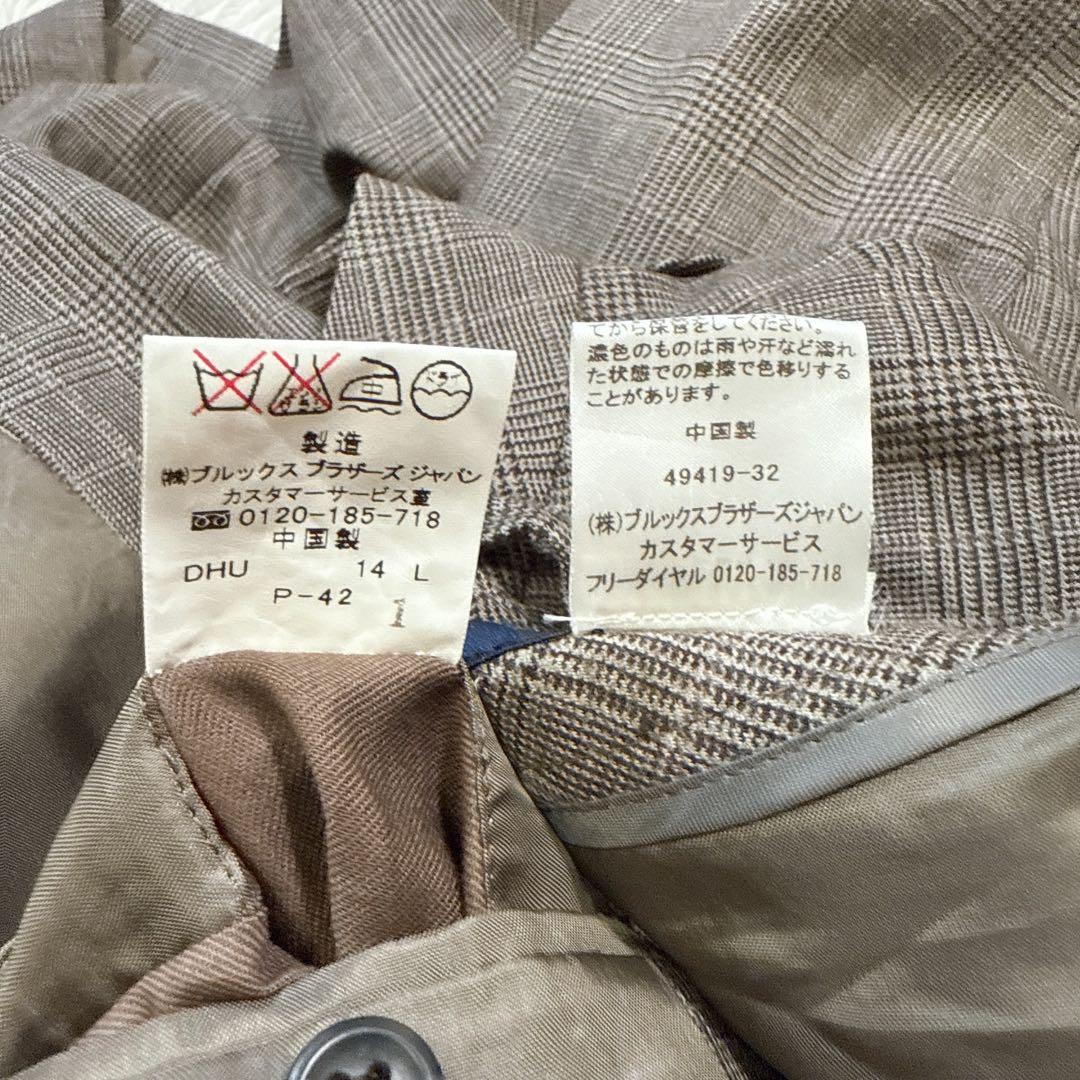 製造
㈱ブルックス ブラザーズ ジャパン
カスタマーサービス室
0120-185-718
中国製
DHU 14 L
P-42
てから保管をしてください。
濃色のものは雨や汗など濡れ
た状態での摩擦で色移りする
ことがあります。
中国製
49419-32
(株)ブルックスブラザーズジャパン
カスタマーサービス
フリーダイヤル 0120-185-718